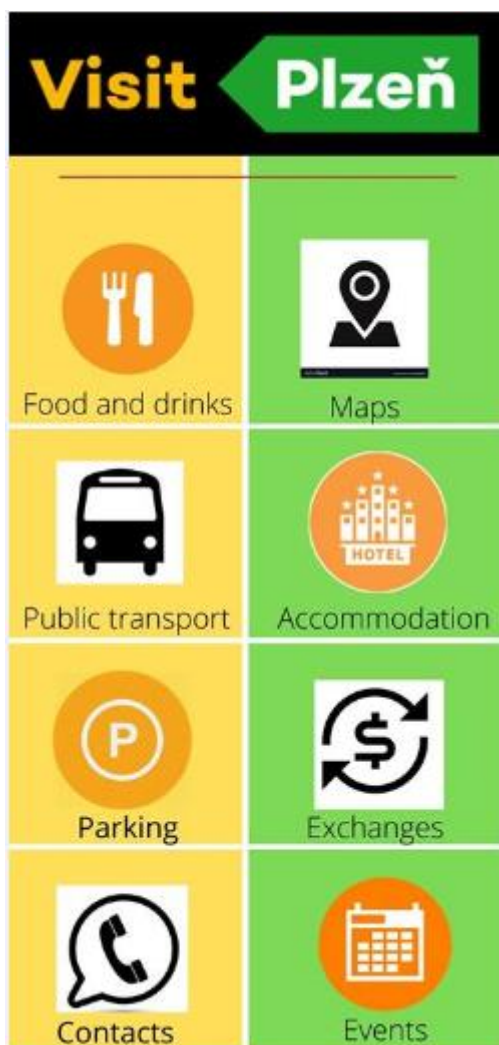 Visit Plzeň
Food and drinks
Maps
Public transport
HOTEL
Accommodation
P
Parking
$
Exchanges
Contacts
Events